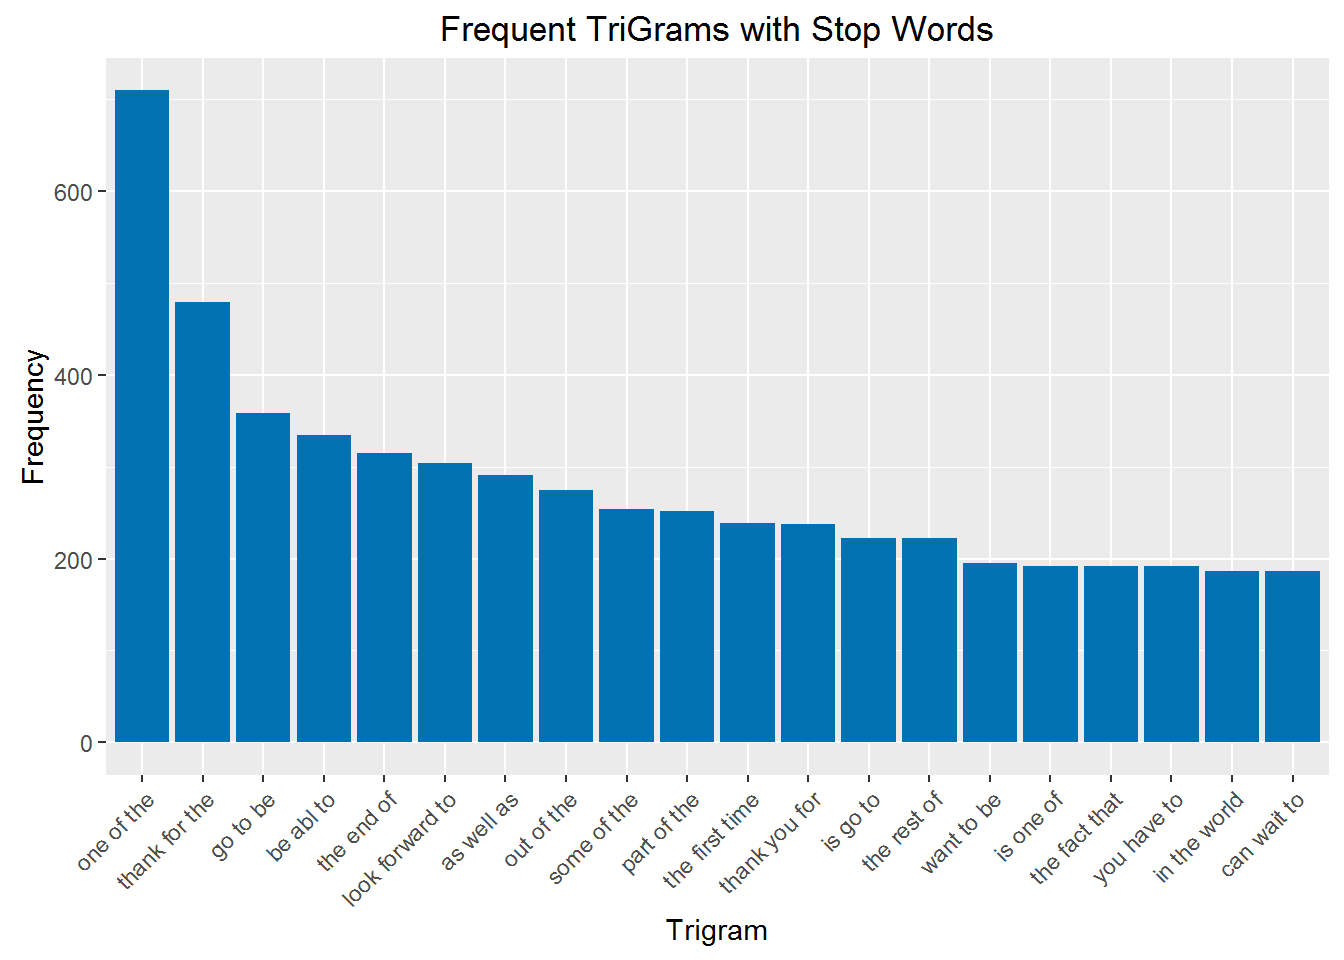 Frequent TriGrams with Stop Words
Frequency
600
400
200
0
one of the
thank for the
go to be
be abl to
the end of
look forward to
as well as
out of the
some of the
part of the
the first time
thank you for
is go to
the rest of
want to be
is one of
the fact that
you have to
in the world
can wait to
Trigram